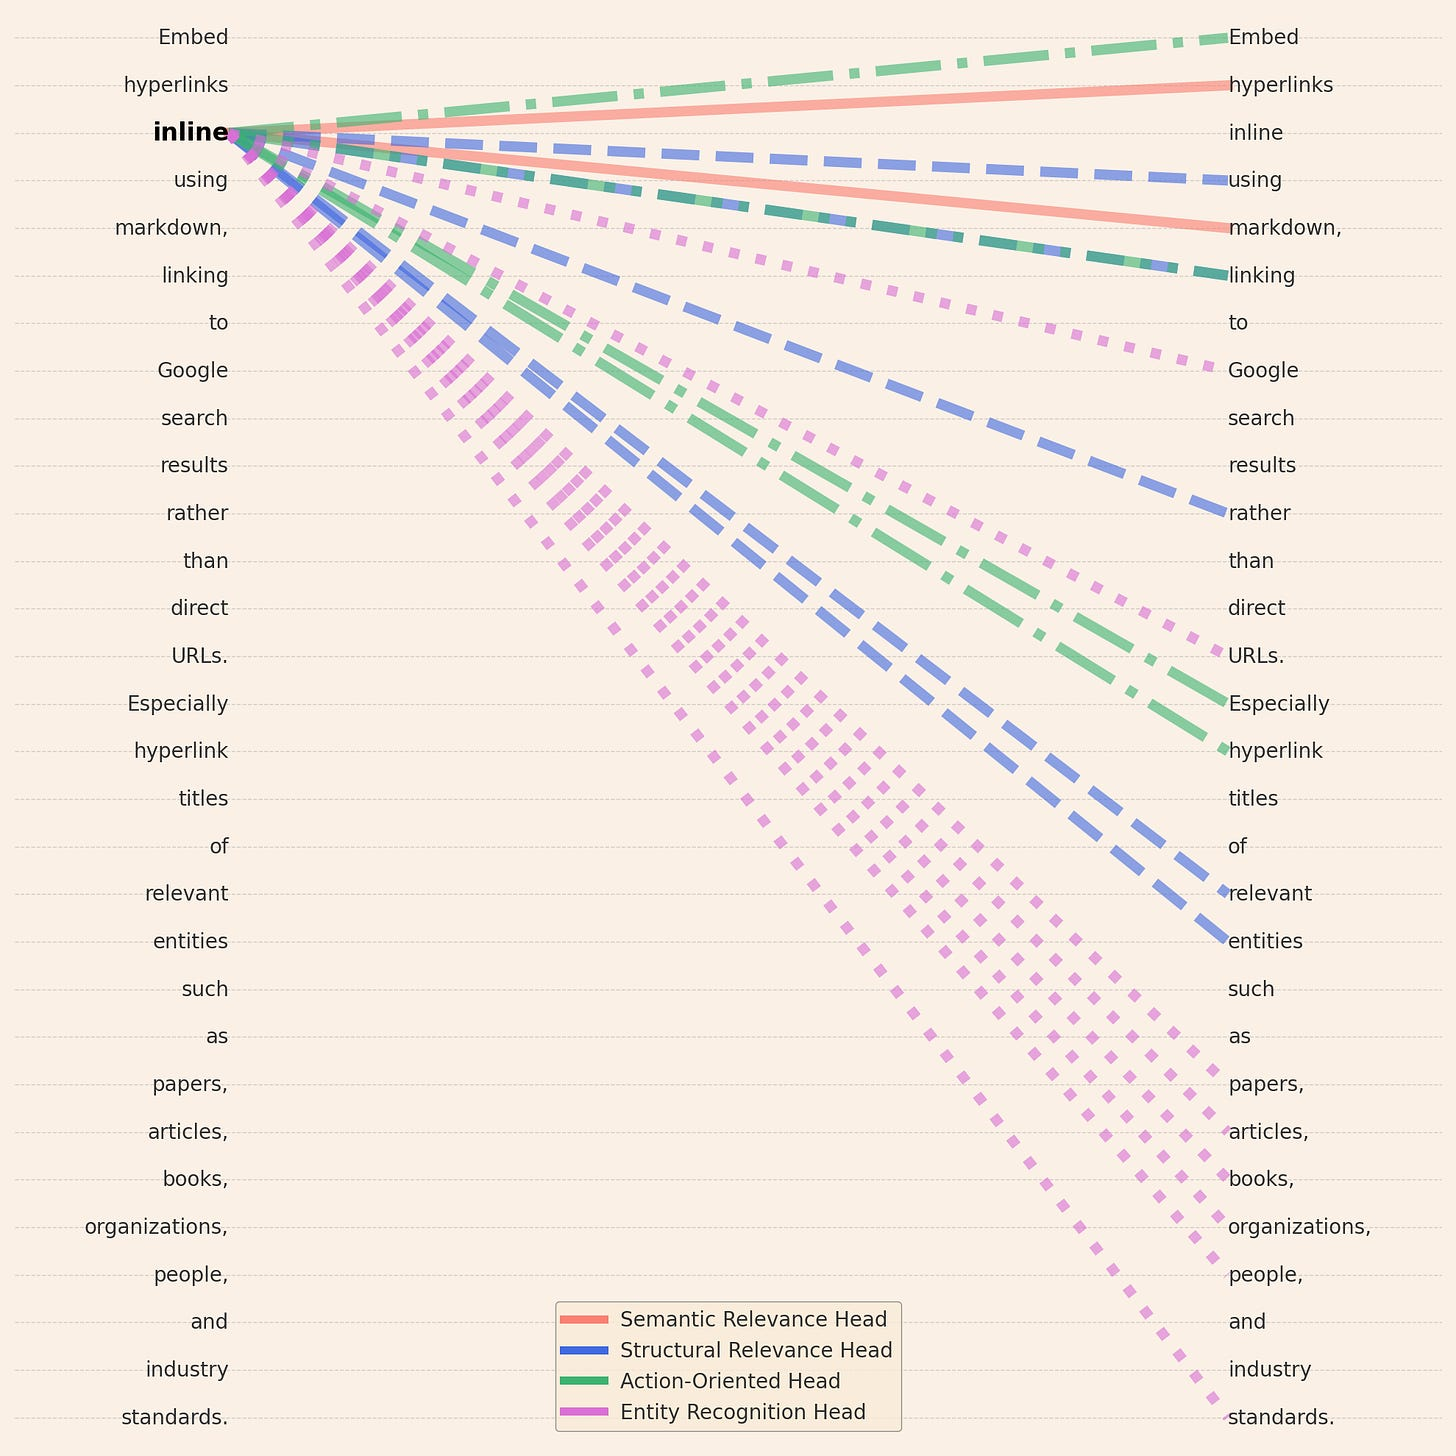 Embed Embed
hyperlinks hyperlinks
inline inline
using using
markdown, markdown,
linking linking
to to
Google Google
search search
results results
rather rather
than than
direct direct
URLs. URLs.
Especially Especially
hyperlink hyperlink
titles titles
of of
relevant relevant
entities entities
such such
as as
papers, papers,
articles, articles,
books, books,
organizations, organizations,
people, people,
and and
industry industry
standards. standards.
Semantic Relevance Head
Structural Relevance Head
Action-Oriented Head
Entity Recognition Head